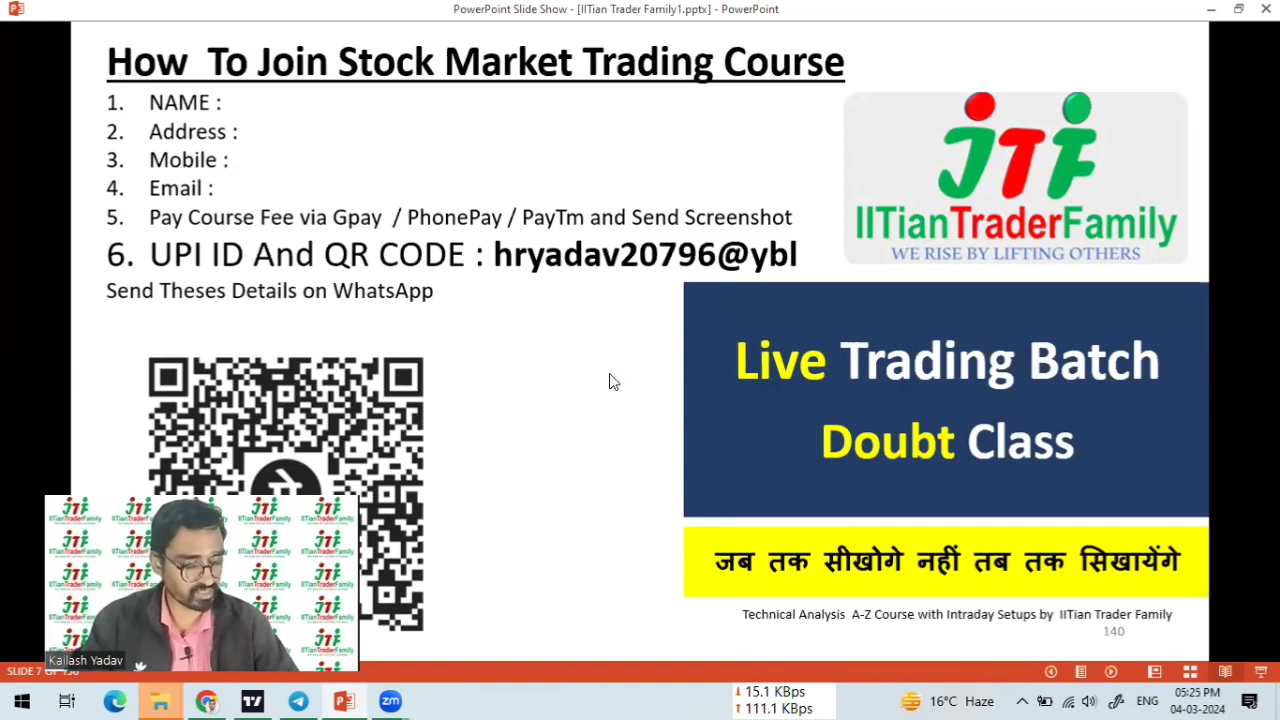 PowerPoint Slide Show - [IITian Trader Family1.pptx] - PowerPoint
How To Join Stock Market Trading Course
1. NAME :
2. Address :
3. Mobile :
4. Email :
5. Pay Course Fee via Gpay / PhonePay / PayTm and Send Screenshot
6. UPI ID And QR CODE : hryadav20796@ybl
Send Theses Details on WhatsApp
JTF
IITianTraderFamily
WE RISE BY LIFTING OTHERS
Live Trading Batch
Doubt Class
जब तक सीखोगे नहीं तब तक सिखायेंगे
Technical Analysis A-Z Course with Intraday Setups by IITian Trader Family
140
Kailash Yadav
SLIDE 7 OF
15.1 KBps
111.1 KBps
16°C Haze
ENG
05:25 PM
04-03-2024